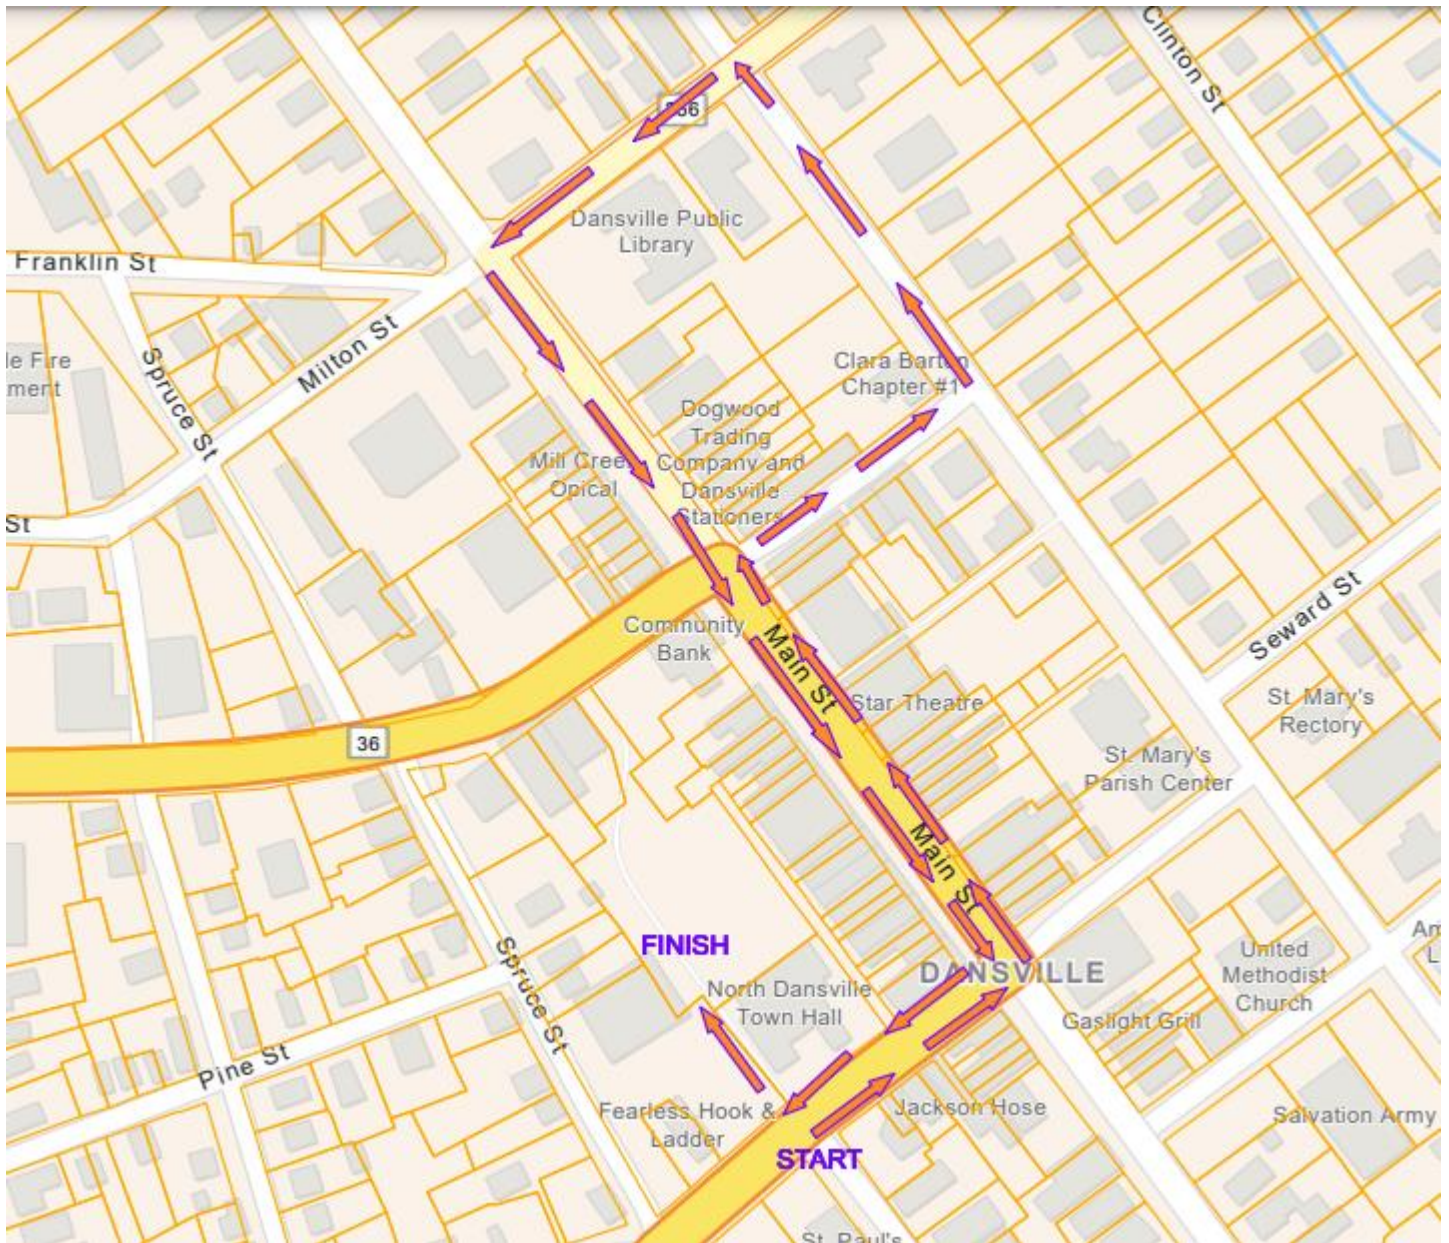 Clinton St
Dansville Public
Library
Franklin St
Milton St
Spruce St
le Fire
ment
Clara Barton
Chapter #1
Dogwood
Trading
Company and
Dansville
Stationers
Mill Creek
Opical
St
Seward St
Community
Bank
Main St
Star Theatre
St. Mary's
Rectory
36
St. Mary's
Parish Center
Main St
FINISH
Spruce St
DANSVILLE
North Dansville
Town Hall
United
Methodist
Church
Gaslight Grill
Pine St
Fearless Hook &
Ladder
Jackson Hose
Salvation Army
START
St. Paul's